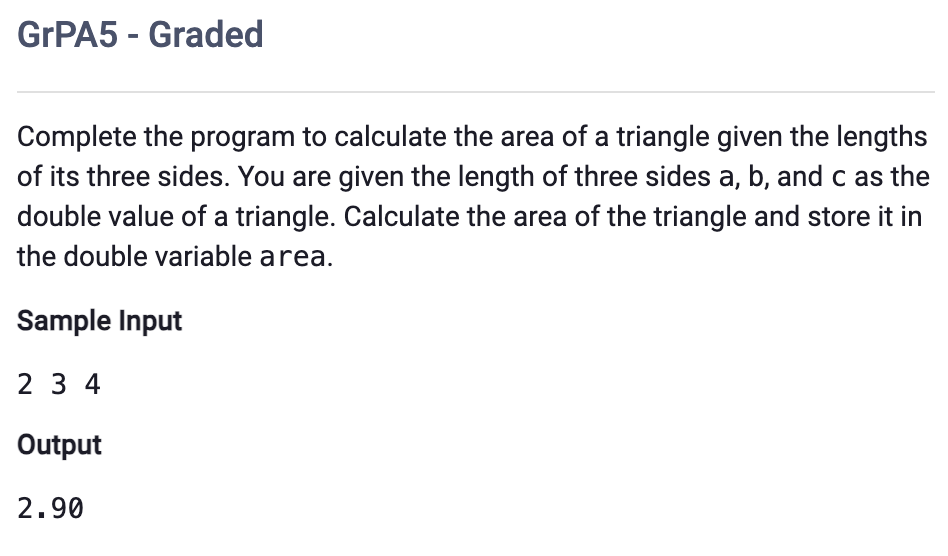 GrPA5 - Graded
Complete the program to calculate the area of a triangle given the lengths
of its three sides. You are given the length of three sides a, b, and c as the
double value of a triangle. Calculate the area of the triangle and store it in
the double variable area.
Sample Input
2 3 4
Output
2.90